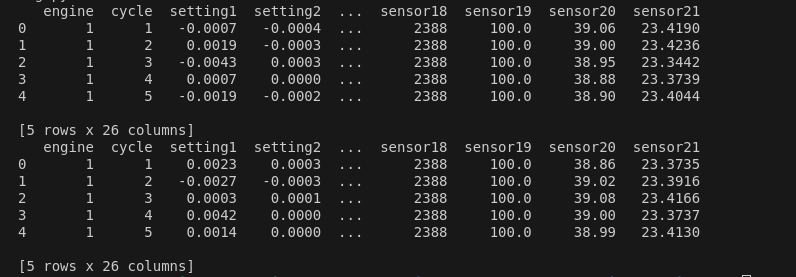 engine  cycle  setting1  setting2  ...  sensor18  sensor19  sensor20  sensor21
0       1      1   -0.0007   -0.0004  ...      2388     100.0     39.06   23.4190
1       1      2    0.0019   -0.0003  ...      2388     100.0     39.00   23.4236
2       1      3   -0.0043    0.0003  ...      2388     100.0     38.95   23.3442
3       1      4    0.0007    0.0000  ...      2388     100.0     38.88   23.3739
4       1      5   -0.0019   -0.0002  ...      2388     100.0     38.90   23.4044

[5 rows x 26 columns]
   engine  cycle  setting1  setting2  ...  sensor18  sensor19  sensor20  sensor21
0       1      1    0.0023    0.0003  ...      2388     100.0     38.86   23.3735
1       1      2   -0.0027   -0.0003  ...      2388     100.0     39.02   23.3916
2       1      3    0.0003    0.0001  ...      2388     100.0     39.08   23.4166
3       1      4    0.0042    0.0000  ...      2388     100.0     39.00   23.3737
4       1      5    0.0014    0.0000  ...      2388     100.0     38.99   23.4130

[5 rows x 26 columns]